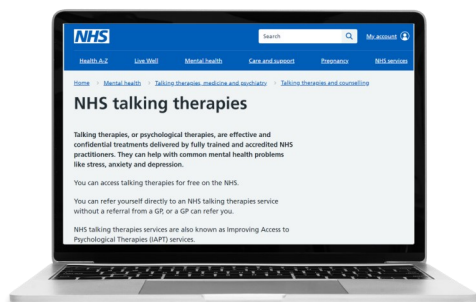 NHS
Search
My account
Health A-Z Live Well Mental health Care and support Pregnancy NHS services
Home Mental health Talking therapies, medicine and psychiatry Talking therapies and counselling
NHS talking therapies
Talking therapies, or psychological therapies, are effective and
confidential treatments delivered by fully trained and accredited NHS
practitioners. They can help with common mental health problems
like stress, anxiety and depression.
You can access talking therapies for free on the NHS.
You can refer yourself directly to an NHS talking therapies service
without a referral from a GP, or a GP can refer you.
NHS talking therapies services are also known as Improving Access to
Psychological Therapies (IAPT) services.